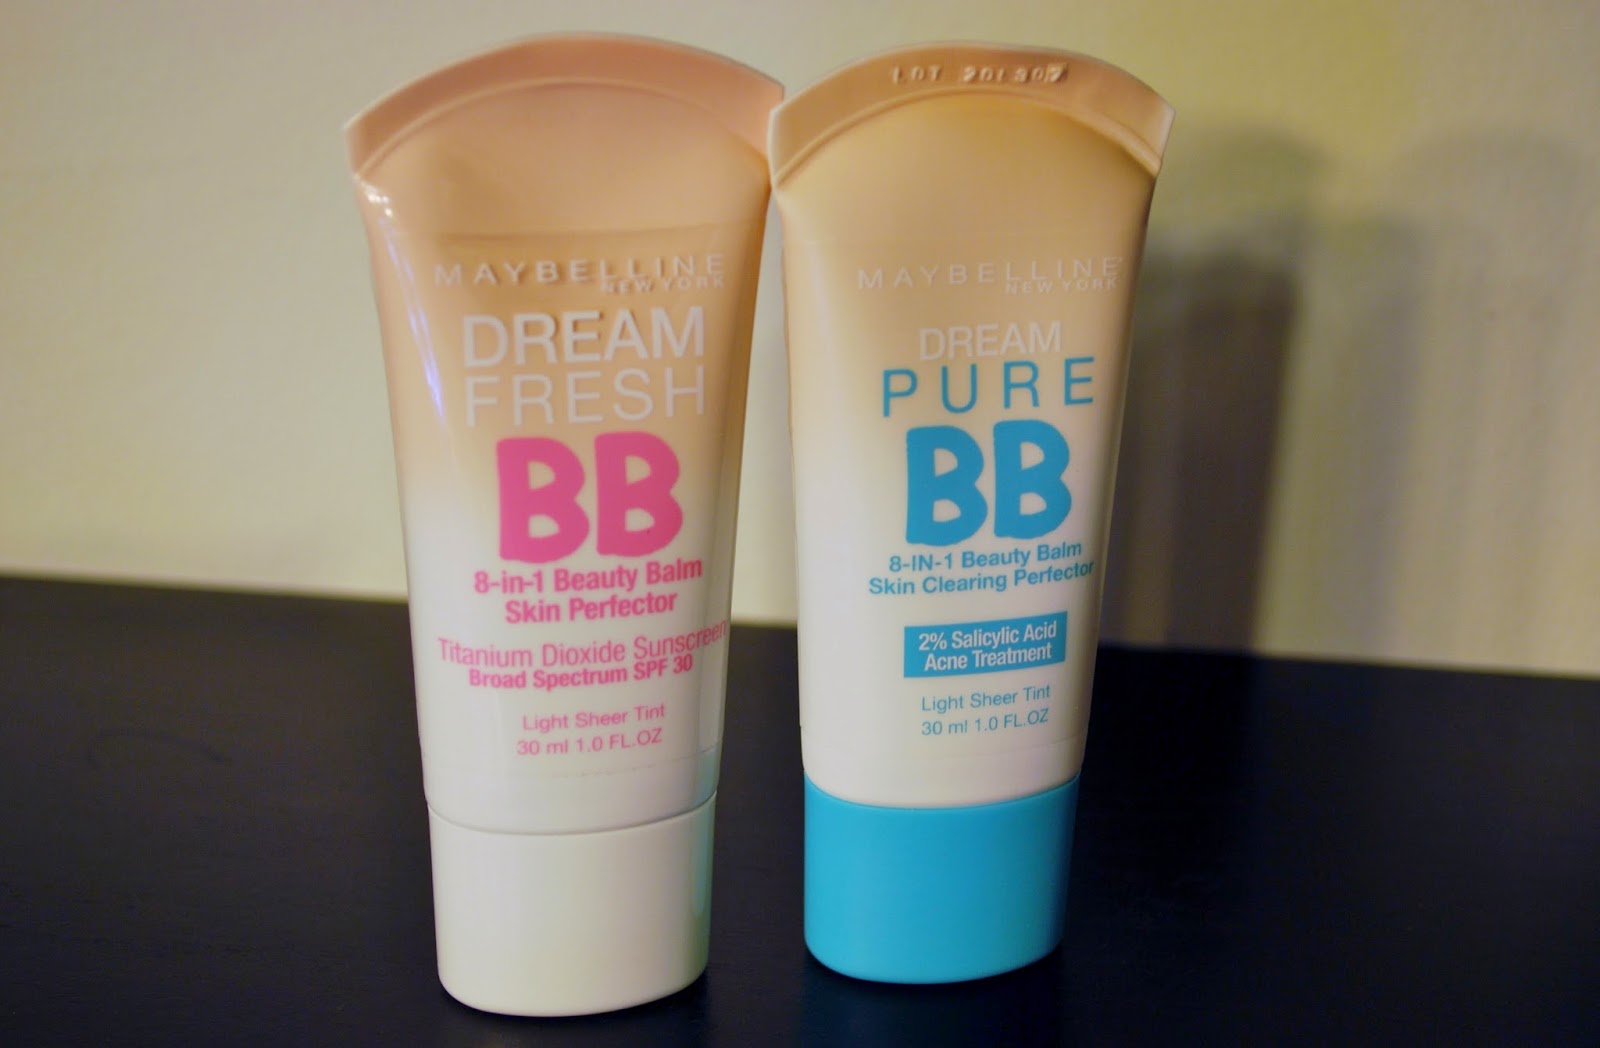 MAYBELLINE
NEW YORK
DREAM
FRESH
BB
8-in-1 Beauty Balm
Skin Perfector
Titanium Dioxide Sunscreen
Broad Spectrum SPF 30
Light Sheer Tint
30 ml 1.0 FL.OZ
LOT 201307
MAYBELLINE
NEW YORK
DREAM
PURE
BB
8-IN-1 Beauty Balm
Skin Clearing Perfector
2% Salicylic Acid
Acne Treatment
Light Sheer Tint
30 ml 1.0 FL.OZ